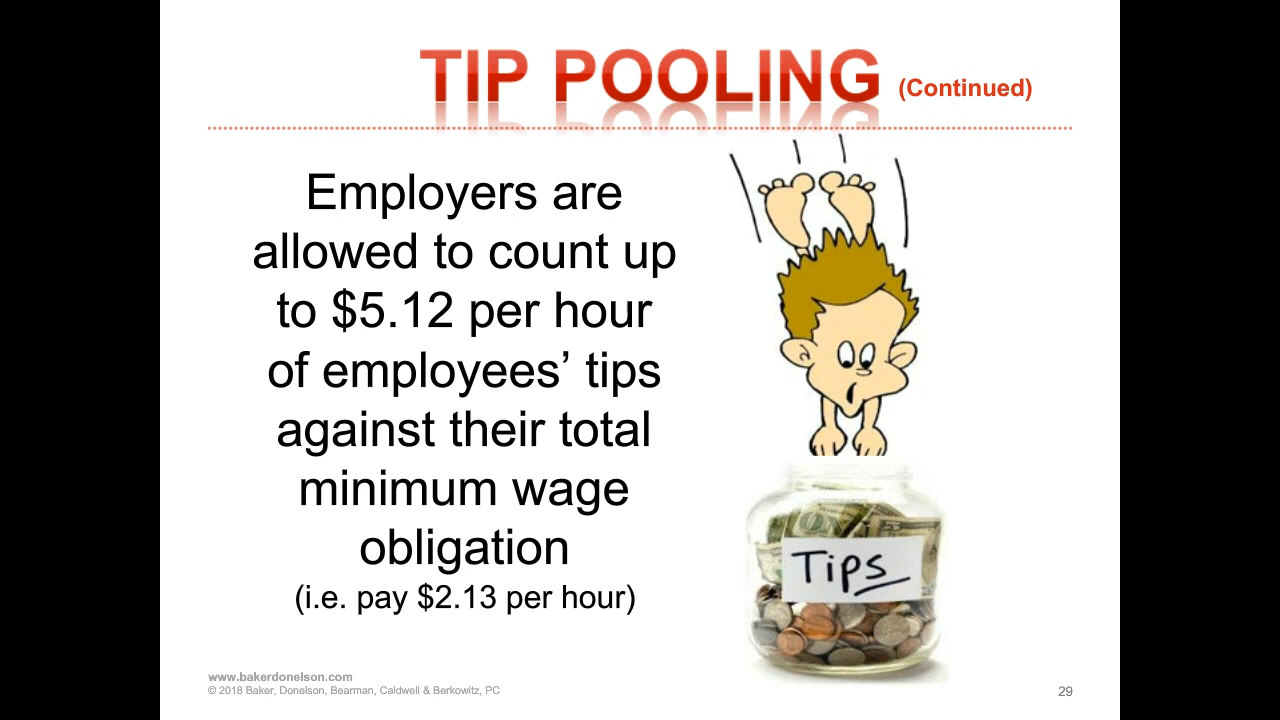 TIP POOLING (Continued)
Employers are
allowed to count up
to $5.12 per hour
of employees’ tips
against their total
minimum wage
obligation
(i.e. pay $2.13 per hour)
Tips
www.bakerdonelson.com
© 2018 Baker, Donelson, Bearman, Caldwell & Berkowitz, PC
29